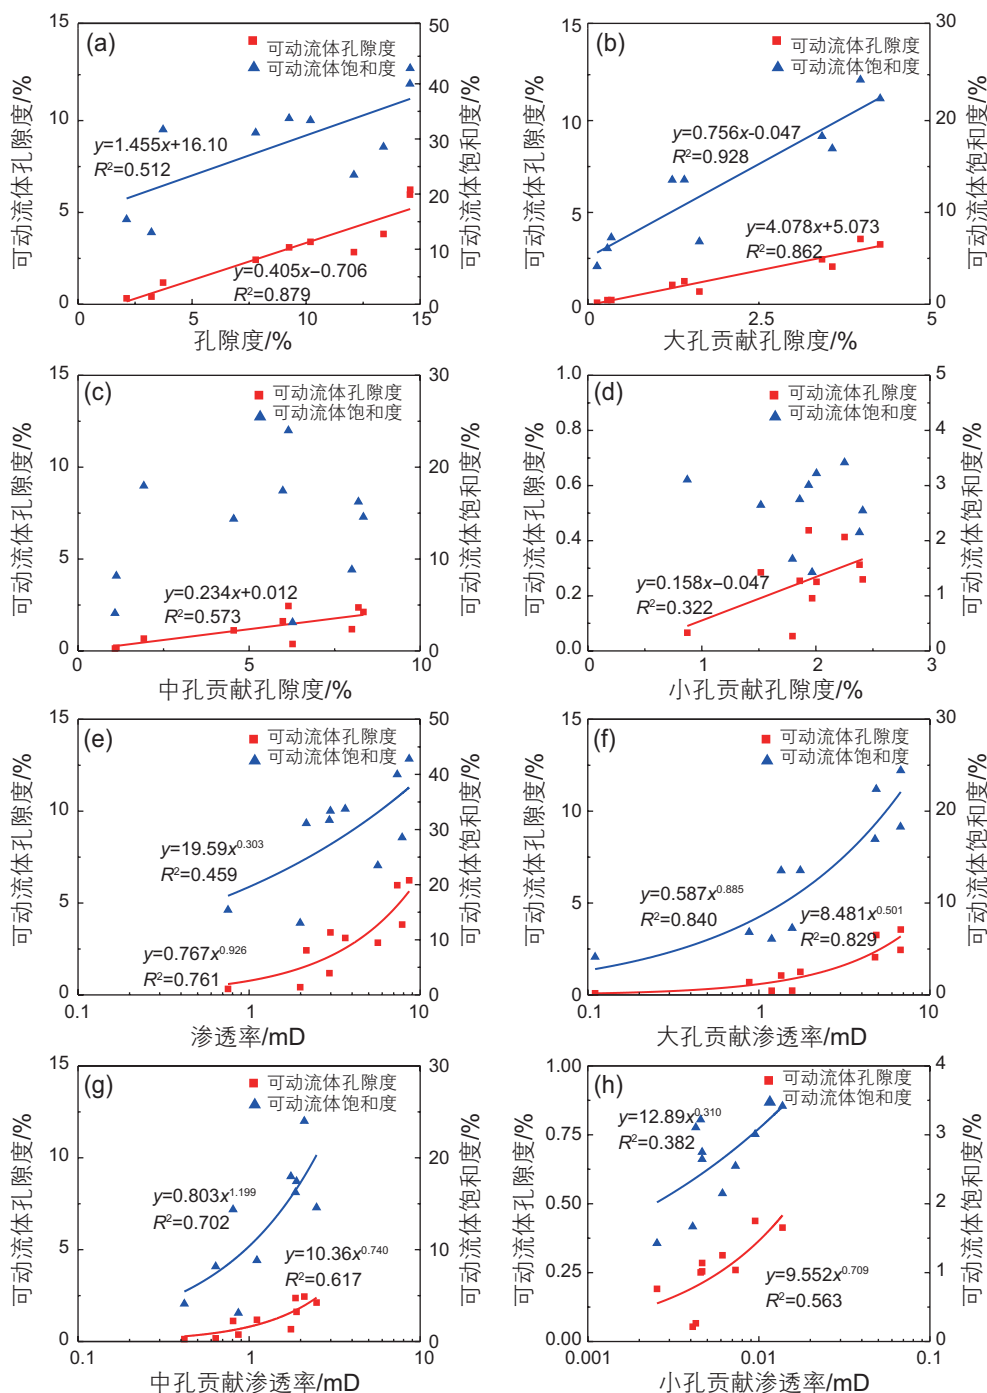 (a)
可动流体孔隙度
可动流体饱和度
y=1.455x+16.10
R²=0.512
y=0.405x−0.706
R²=0.879
15
10
5
0
0 5 10 15
50
40
30
20
10
0
可动流体孔隙度/%
可动流体饱和度/%
孔隙度/%
(b)
可动流体孔隙度
可动流体饱和度
y=0.756x-0.047
R²=0.928
y=4.078x+5.073
R²=0.862
15
10
5
0
0 2.5 5
30
20
10
0
可动流体孔隙度/%
可动流体饱和度/%
大孔贡献孔隙度/%
(c)
可动流体孔隙度
可动流体饱和度
y=0.234x+0.012
R²=0.573
15
10
5
0
0 5 10
30
20
10
0
可动流体孔隙度/%
可动流体饱和度/%
中孔贡献孔隙度/%
(d)
可动流体孔隙度
可动流体饱和度
y=0.158x−0.047
R²=0.322
1.0
0.8
0.6
0.4
0.2
0.0
0 1 2 3
5
4
3
2
1
0
可动流体孔隙度/%
可动流体饱和度/%
小孔贡献孔隙度/%
(e)
可动流体孔隙度
可动流体饱和度
y=19.59x^0.303
R²=0.459
y=0.767x^0.926
R²=0.761
15
10
5
0
0.1 1 10
50
40
30
20
10
0
可动流体孔隙度/%
可动流体饱和度/%
渗透率/mD
(f)
可动流体孔隙度
可动流体饱和度
y=0.587x^0.885
R²=0.840
y=8.481x^0.501
R²=0.829
15
10
5
0
0.1 1 10
30
20
10
0
可动流体孔隙度/%
可动流体饱和度/%
大孔贡献渗透率/mD
(g)
可动流体孔隙度
可动流体饱和度
y=0.803x^1.199
R²=0.702
y=10.36x^0.740
R²=0.617
15
10
5
0
0.1 1 10
30
20
10
0
可动流体孔隙度/%
可动流体饱和度/%
中孔贡献渗透率/mD
(h)
可动流体孔隙度
可动流体饱和度
y=12.89x^0.310
R²=0.382
y=9.552x^0.709
R²=0.563
1.00
0.75
0.50
0.25
0.00
0.001 0.01 0.1
4
3
2
1
0
可动流体孔隙度/%
可动流体饱和度/%
小孔贡献渗透率/mD